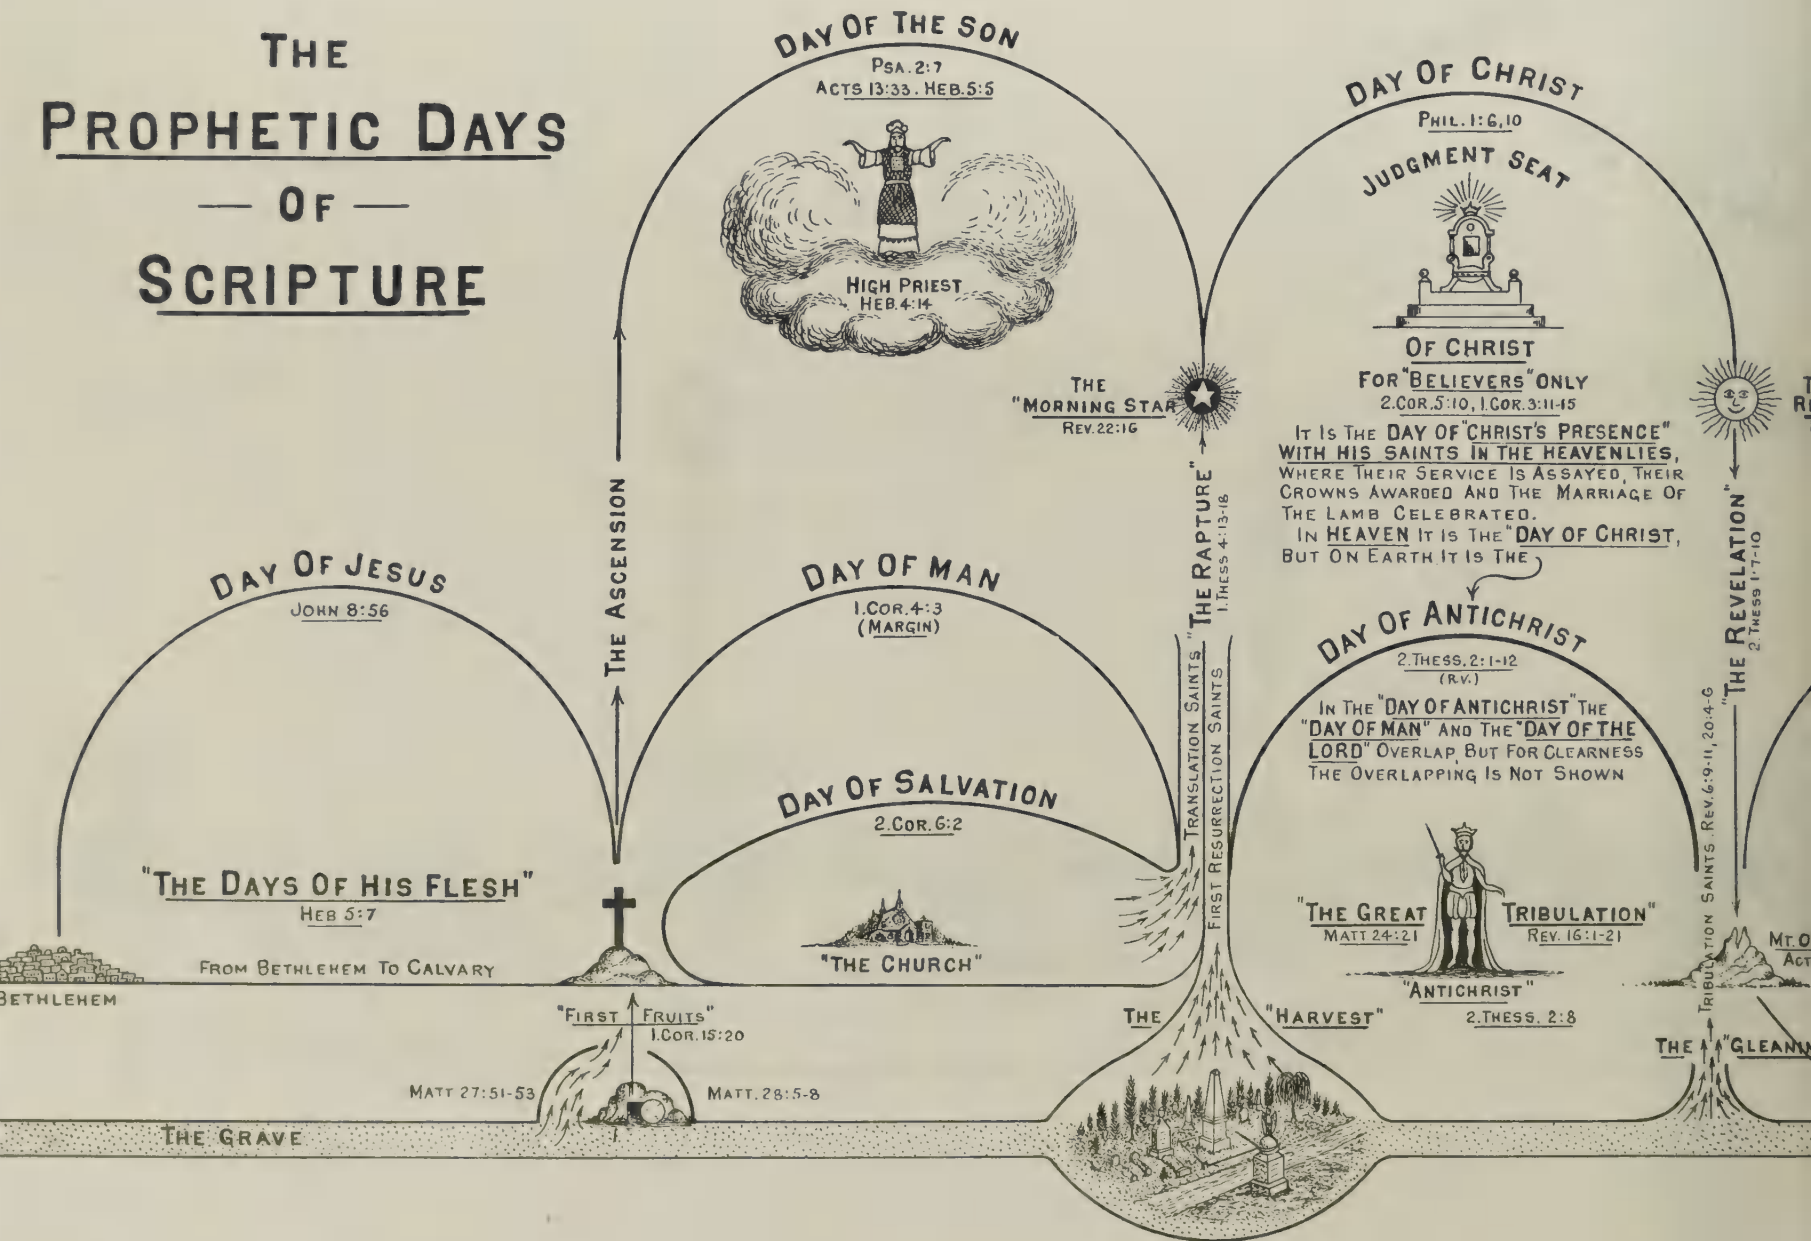 THE
PROPHETIC DAYS
— OF —
SCRIPTURE
DAY OF THE SON
PSA. 2:7
ACTS 13:33. HEB. 5:5
HIGH PRIEST
HEB. 4:14
DAY OF CHRIST
PHIL. 1:6,10
JUDGMENT SEAT
OF CHRIST
FOR "BELIEVERS" ONLY
2.COR. 5:10, 1.COR. 3:11-15
IT IS THE DAY OF "CHRIST'S PRESENCE"
WITH HIS SAINTS IN THE HEAVENLIES,
WHERE THEIR SERVICE IS ASSAYED, THEIR
CROWNS AWARDED AND THE MARRIAGE OF
THE LAMB CELEBRATED.
IN HEAVEN IT IS THE "DAY OF CHRIST,
BUT ON EARTH IT IS THE
THE
"MORNING STAR
REV. 22:16
THE ASCENSION
"THE RAPTURE"
1.THESS 4:13-18
"THE REVELATION"
2.THESS 1:7-10
DAY OF JESUS
JOHN 8:56
"THE DAYS OF HIS FLESH"
HEB 5:7
FROM BETHLEHEM TO CALVARY
BETHLEHEM
DAY OF MAN
1.COR. 4:3
(MARGIN)
DAY OF SALVATION
2.COR. 6:2
"THE CHURCH"
TRANSLATION SAINTS
FIRST RESURRECTION SAINTS
DAY OF ANTICHRIST
2.THESS. 2:1-12
(R.V.)
IN THE "DAY OF ANTICHRIST" THE
"DAY OF MAN" AND THE "DAY OF THE
LORD" OVERLAP, BUT FOR CLEARNESS
THE OVERLAPPING IS NOT SHOWN
"THE GREAT TRIBULATION"
MATT 24:21 REV. 16:1-21
"ANTICHRIST"
2.THESS. 2:8
TRIBULATION SAINTS. REV. 6:9-11, 20:4-6
MT. O
ACT
"FIRST FRUITS"
1.COR. 15:20
MATT 27:51-53
MATT. 28:5-8
THE "HARVEST"
THE "GLEANIN
THE GRAVE